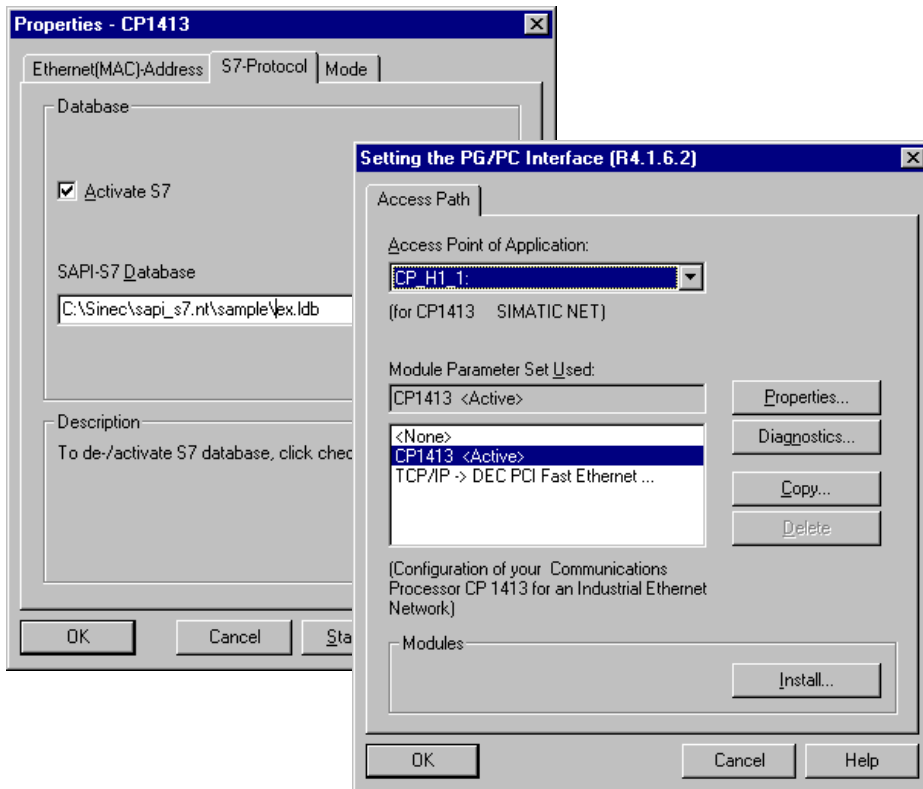 Properties - CP1413
Ethernet(MAC)-Address S7-Protocol Mode
Database
Activate S7
SAPI-S7 Database
C:\Sinec\sapi_s7.nt\sample\ex.ldb
Description
To de-/activate S7 database, click chec
OK Cancel Sta
Setting the PG/PC Interface (R4.1.6.2)
Access Path
Access Point of Application:
CP_H1_1:
(for CP1413 SIMATIC NET)
Module Parameter Set Used:
CP1413 <Active>
Properties...
<None>
CP1413 <Active>
TCP/IP -> DEC PCI Fast Ethernet ...
Diagnostics...
Copy...
Delete
(Configuration of your Communications
Processor CP 1413 for an Industrial Ethernet
Network)
Modules
Install...
OK Cancel Help